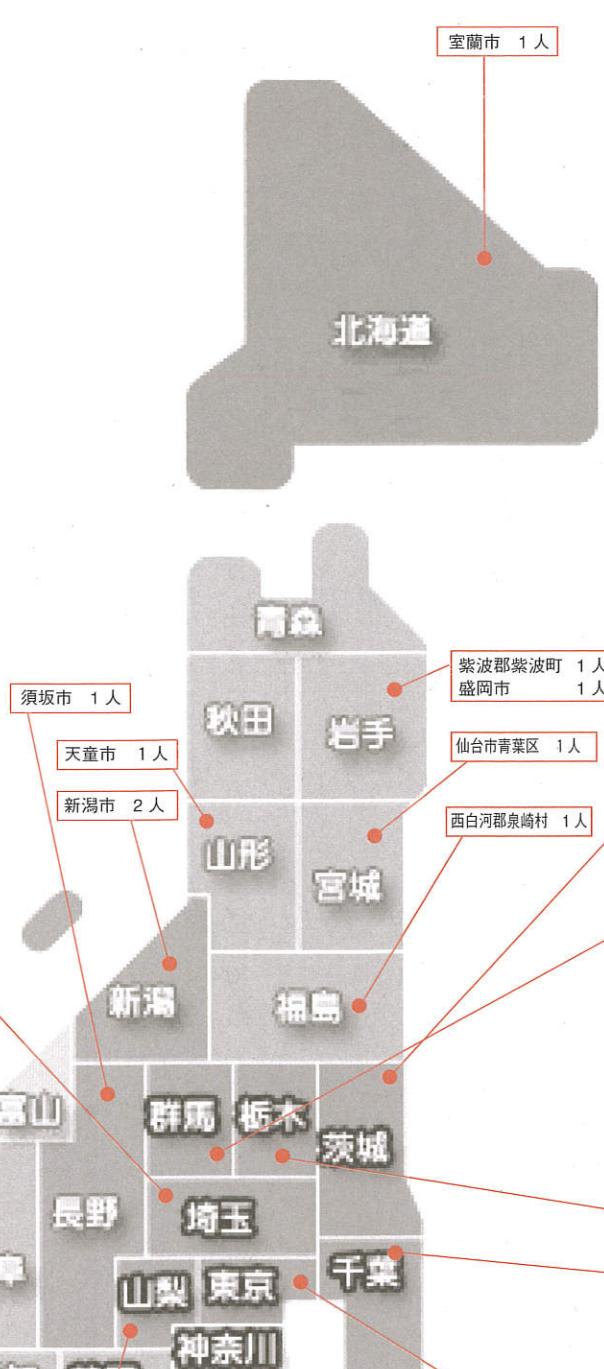 室蘭市 1人
北海道
青森
紫波郡紫波町 1人
盛岡市 1人
須坂市 1人
秋田
岩手
仙台市青葉区 1人
天童市 1人
新潟市 2人
西白河郡泉崎村 1人
山形
宮城
新潟
福島
富山
群馬
栃木
茨城
長野
埼玉
千葉
山梨
東京
神奈川